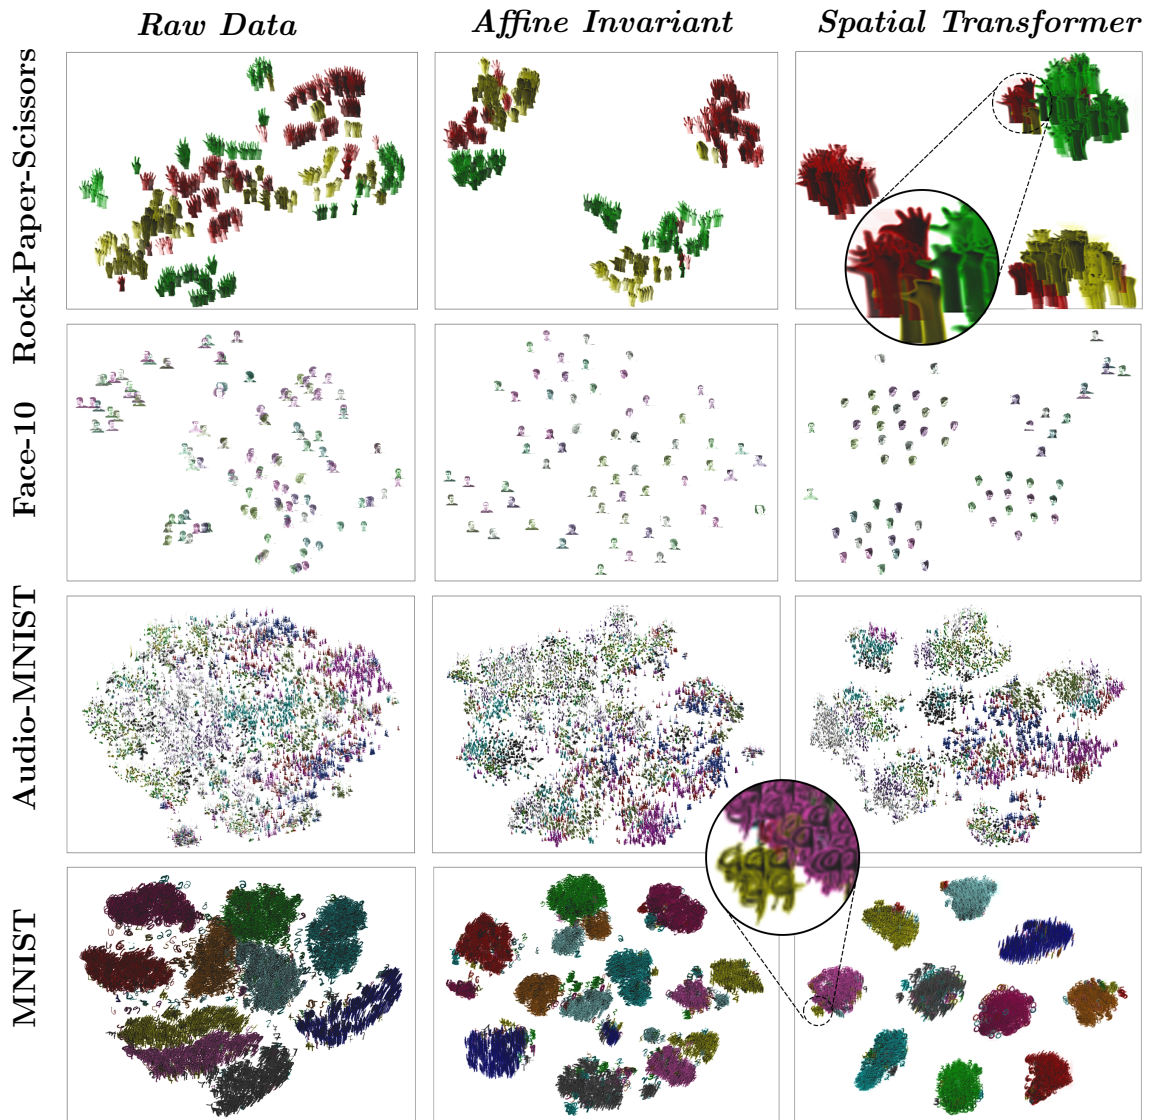 Raw Data
Affine Invariant
Spatial Transformer
Rock-Paper-Scissors
Face-10
Audio-MNIST
MNIST